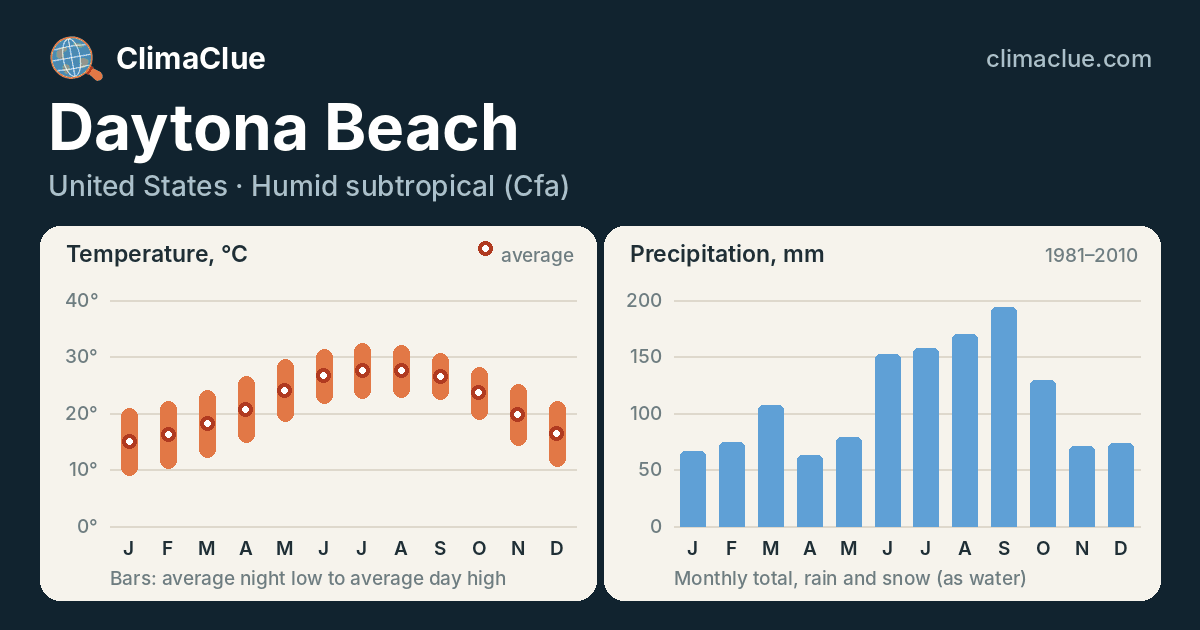 ClimaClue
climaclue.com
Daytona Beach
United States · Humid subtropical (Cfa)
Temperature, °C
average
40°
30°
20°
10°
0°
J F M A M J J A S O N D
Bars: average night low to average day high
Precipitation, mm
1981–2010
200
150
100
50
0
J F M A M J J A S O N D
Monthly total, rain and snow (as water)